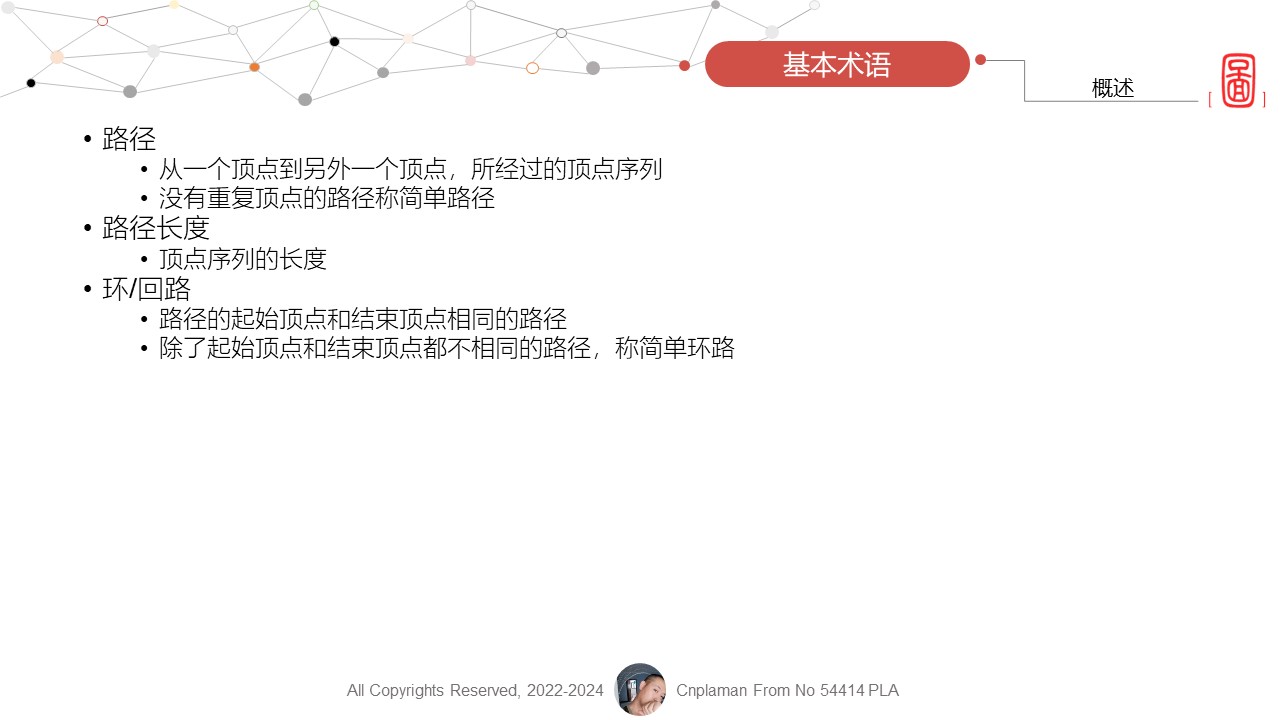 基本术语
概述
[圖]
• 路径
• 从一个顶点到另外一个顶点，所经过的顶点序列
• 没有重复顶点的路径称简单路径
• 路径长度
• 顶点序列的长度
• 环/回路
• 路径的起始顶点和结束顶点相同的路径
• 除了起始顶点和结束顶点都不相同的路径，称简单环路
All Copyrights Reserved, 2022-2024
Cnplaman From No 54414 PLA